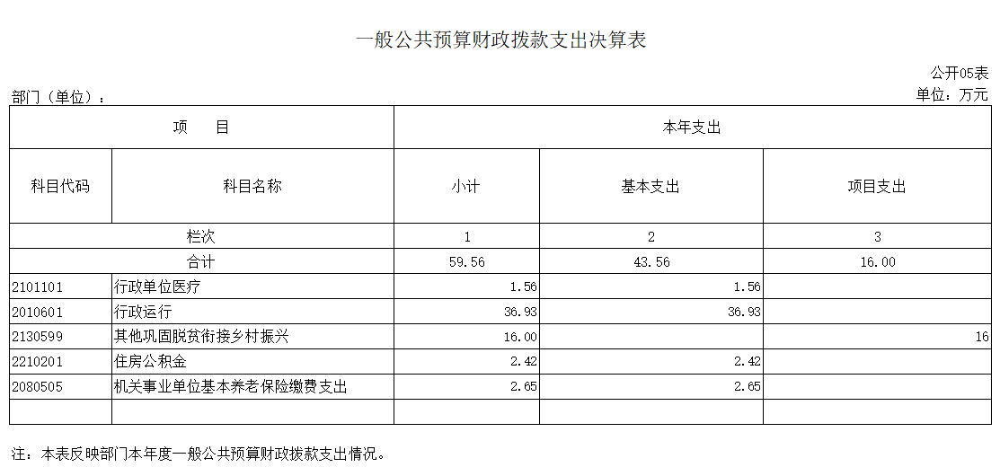 一般公共预算财政拨款支出决算表
公开05表
部门（单位）： 单位：万元
项 目 本年支出
科目代码 科目名称 小计 基本支出 项目支出
栏次 1 2 3
合计 59.56 43.56 16.00
2101101 行政单位医疗 1.56 1.56
2010601 行政运行 36.93 36.93
2130599 其他巩固脱贫衔接乡村振兴 16.00 16
2210201 住房公积金 2.42 2.42
2080505 机关事业单位基本养老保险缴费支出 2.65 2.65
注：本表反映部门本年度一般公共预算财政拨款支出情况。